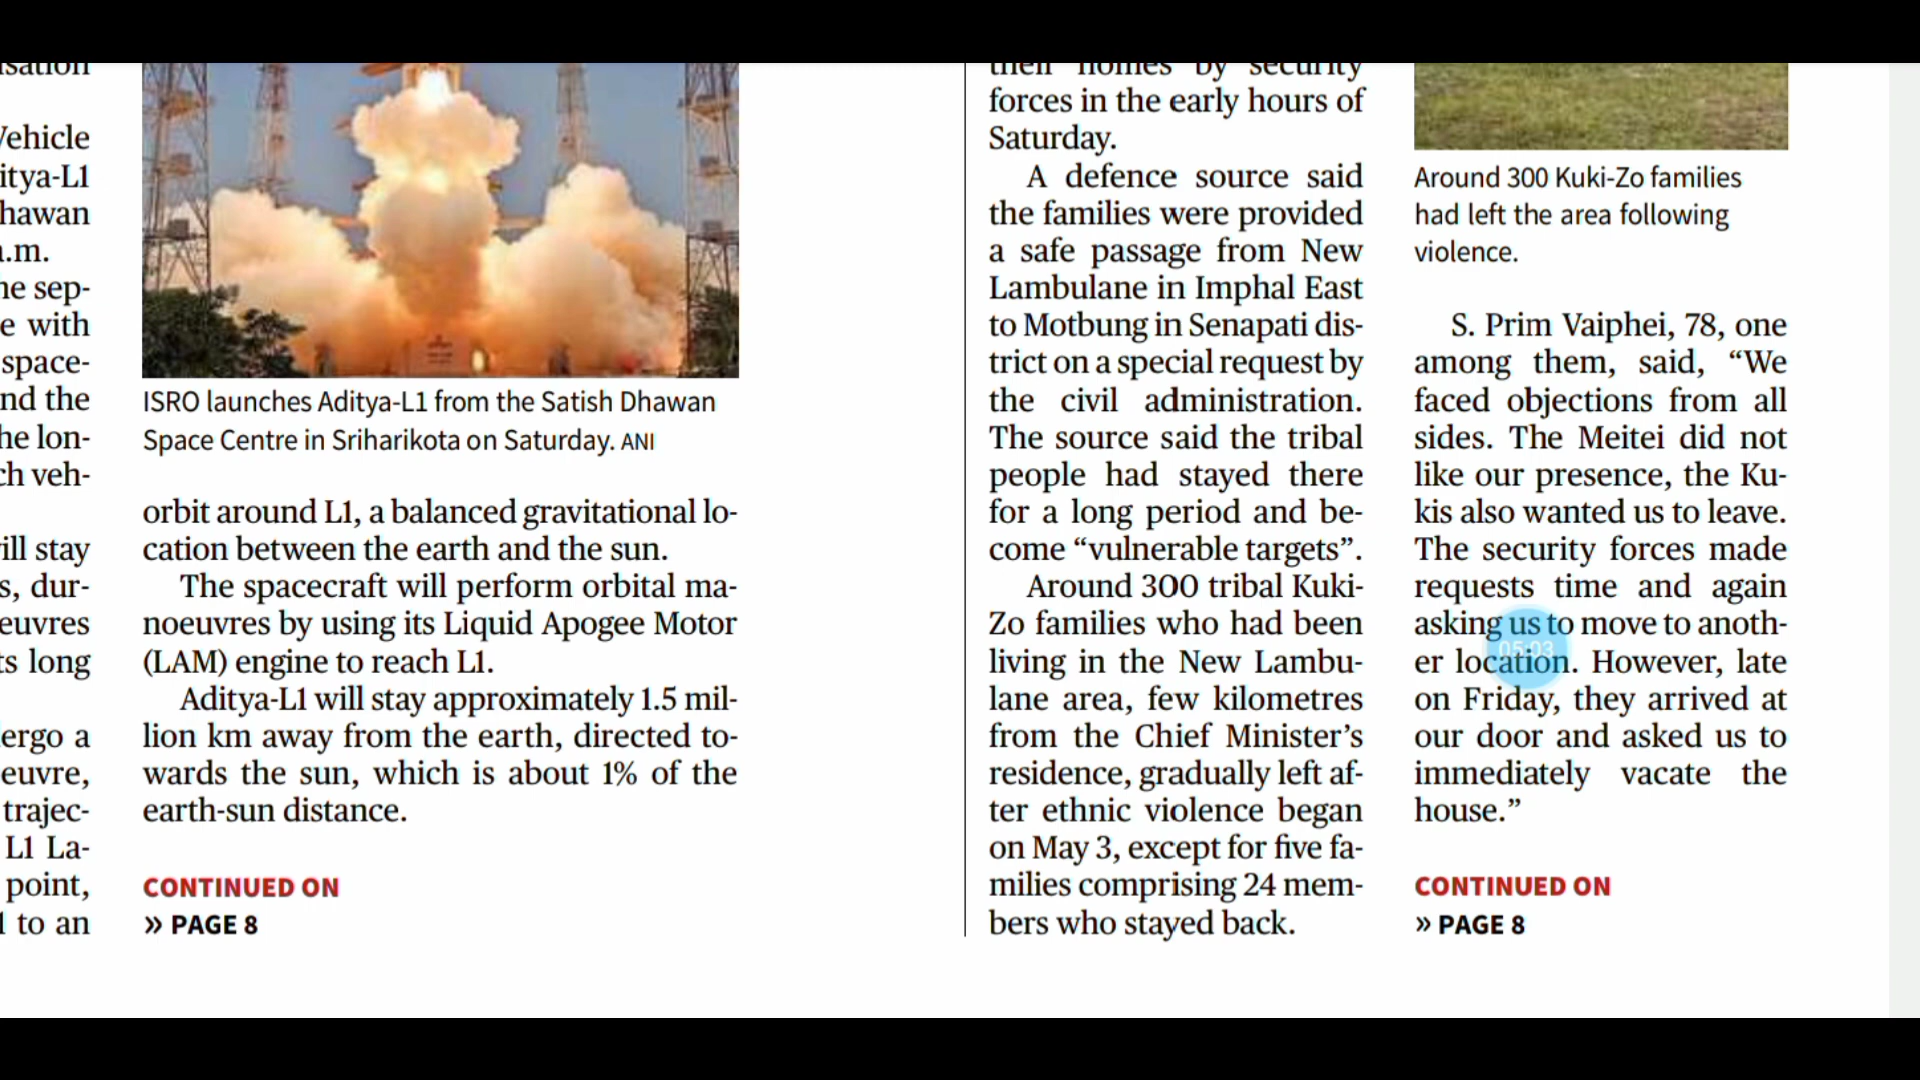 isation
Vehicle
itya-L1
hawan
.m.
he sep-
e with
space-
nd the
he lon-
ch veh-
ill stay
s, dur-
euvres
ts long
ergo a
euvre,
trajec-
L1 La-
point,
to an
ISRO launches Aditya-L1 from the Satish Dhawan
Space Centre in Sriharikota on Saturday. ANI
orbit around L1, a balanced gravitational lo-
cation between the earth and the sun.
The spacecraft will perform orbital ma-
noeuvres by using its Liquid Apogee Motor
(LAM) engine to reach L1.
Aditya-L1 will stay approximately 1.5 mil-
lion km away from the earth, directed to-
wards the sun, which is about 1% of the
earth-sun distance.
CONTINUED ON
» PAGE 8
their homes by security
forces in the early hours of
Saturday.
A defence source said
the families were provided
a safe passage from New
Lambulane in Imphal East
to Motbung in Senapati dis-
trict on a special request by
the civil administration.
The source said the tribal
people had stayed there
for a long period and be-
come “vulnerable targets”.
Around 300 tribal Kuki-
Zo families who had been
living in the New Lambu-
lane area, few kilometres
from the Chief Minister’s
residence, gradually left af-
ter ethnic violence began
on May 3, except for five fa-
milies comprising 24 mem-
bers who stayed back.
Around 300 Kuki-Zo families
had left the area following
violence.
S. Prim Vaiphei, 78, one
among them, said, “We
faced objections from all
sides. The Meitei did not
like our presence, the Ku-
kis also wanted us to leave.
The security forces made
requests time and again
asking us to move to anoth-
05:03
er location. However, late
on Friday, they arrived at
our door and asked us to
immediately vacate the
house.”
CONTINUED ON
» PAGE 8